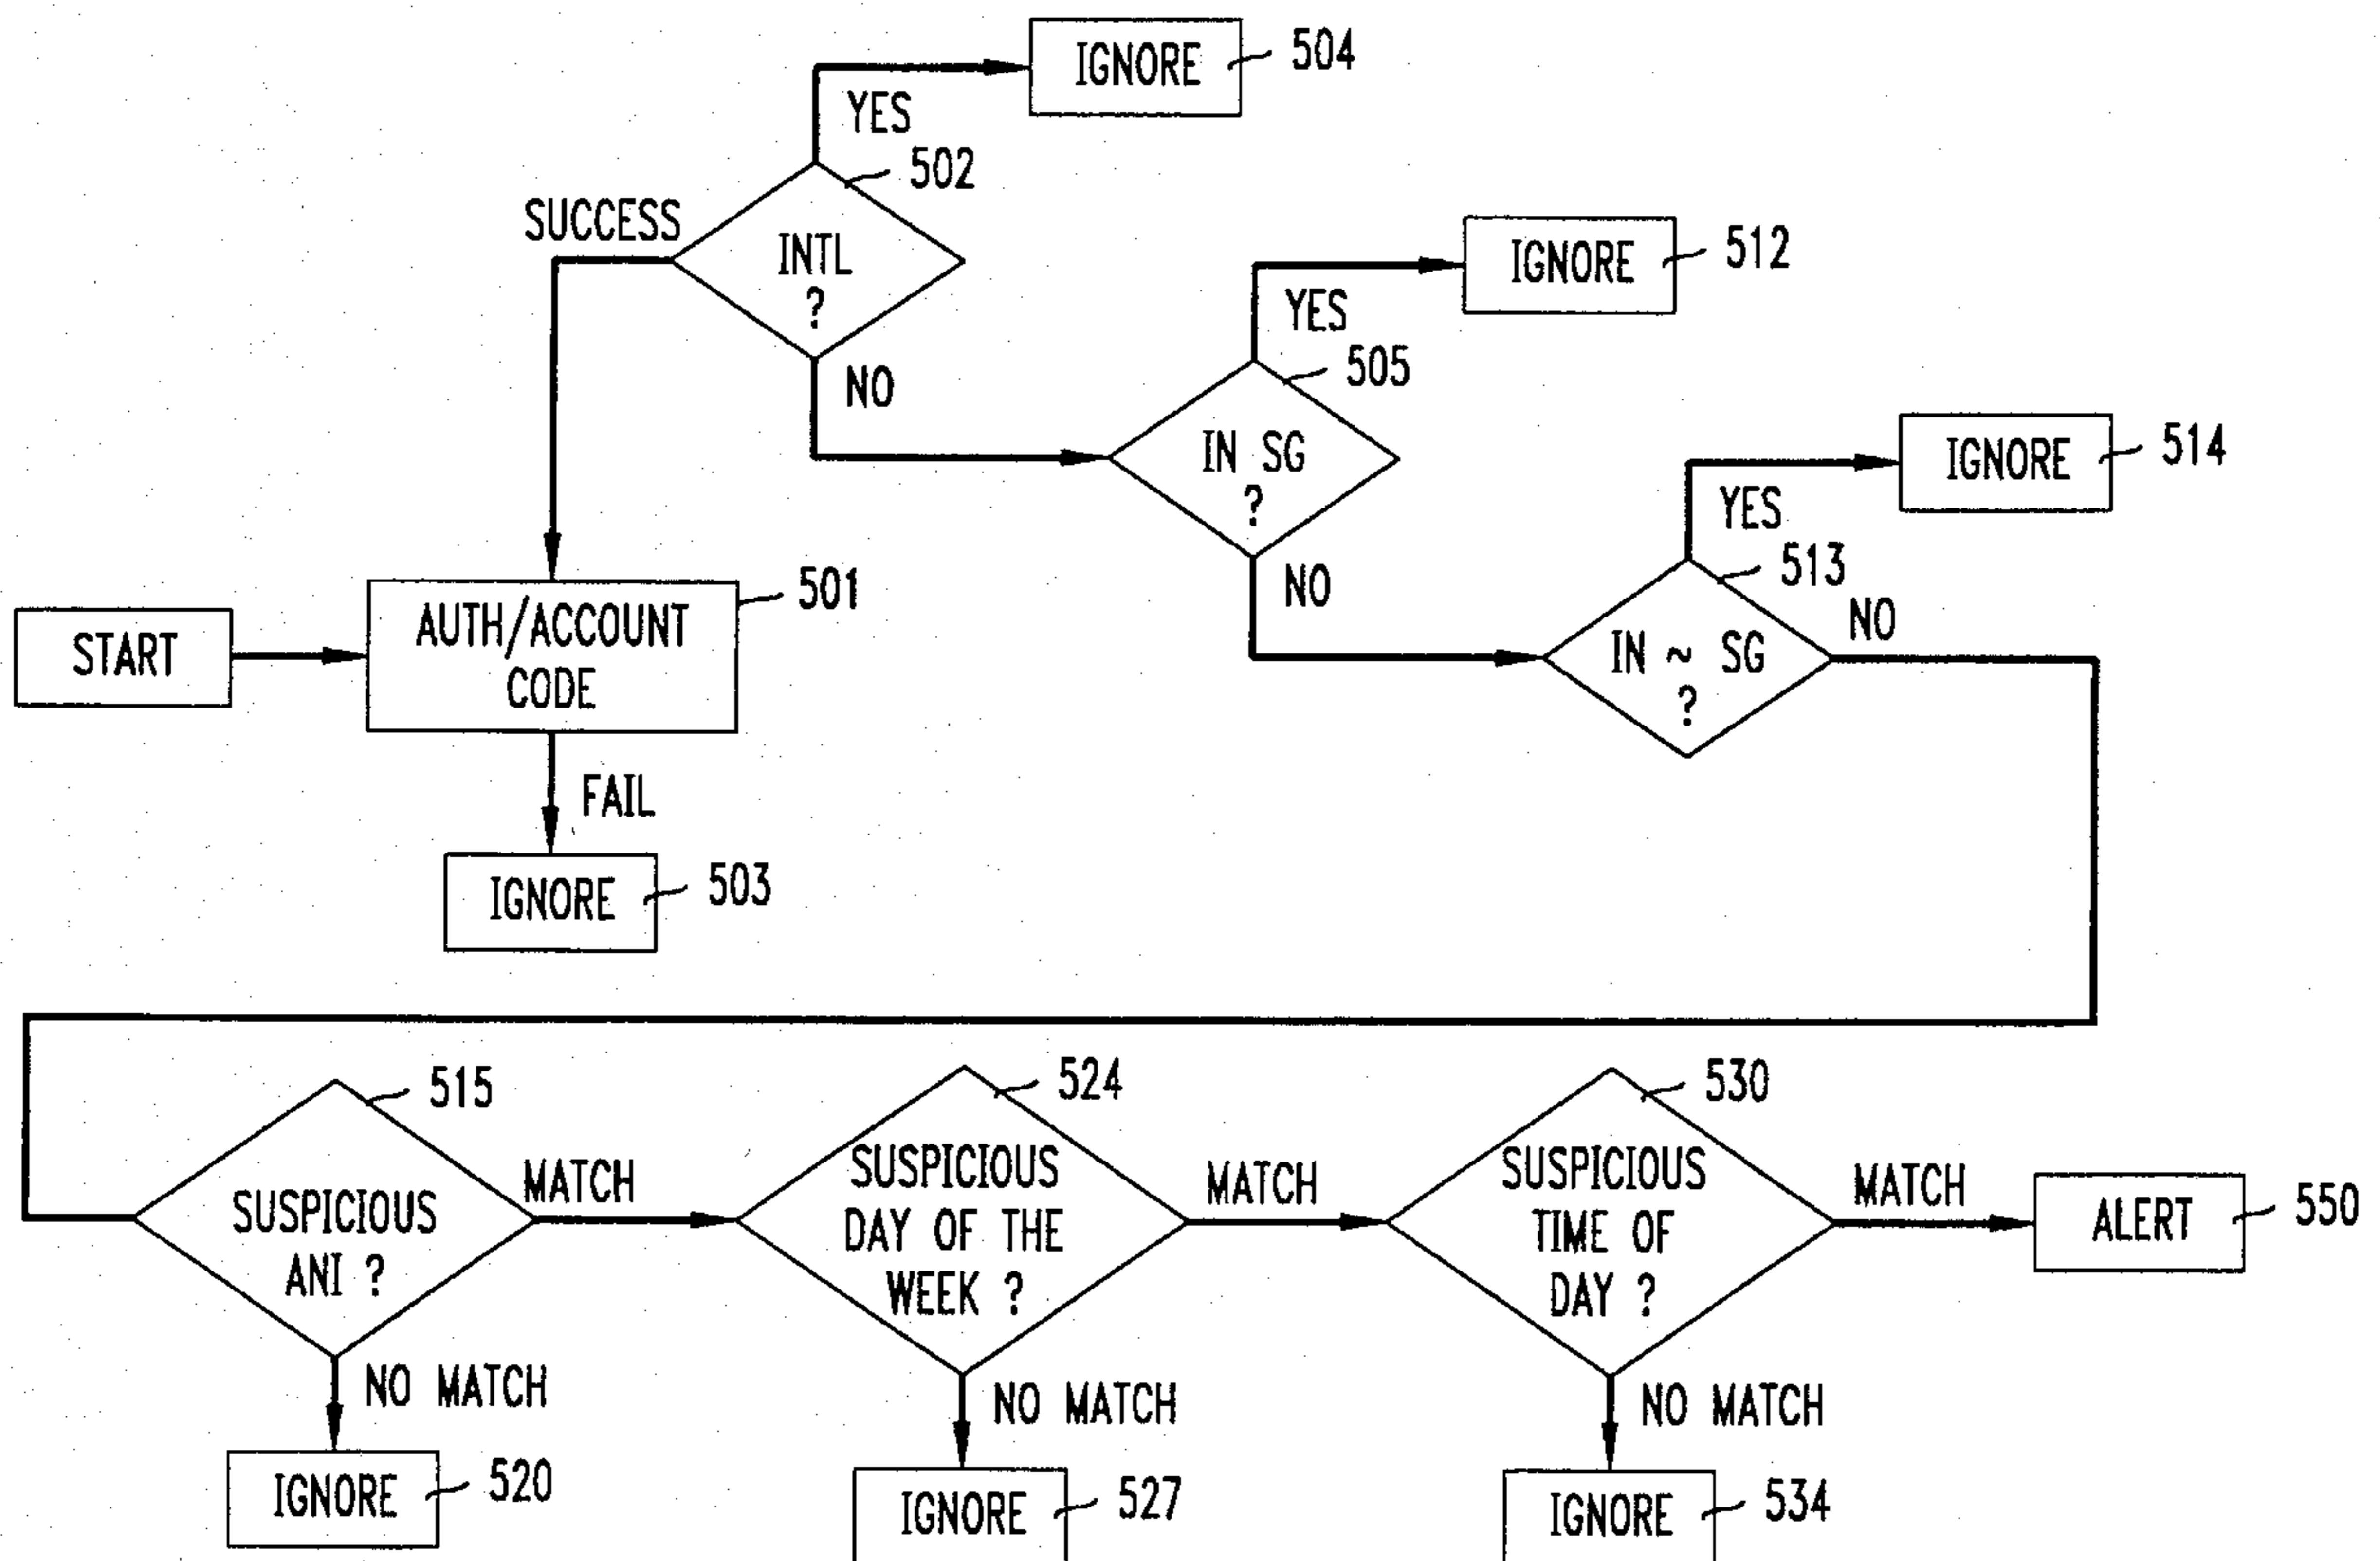 IGNORE
504
YES
502
SUCCESS
INTL
?
NO
IGNORE
512
YES
505
IN SG
?
NO
IGNORE
514
YES
513
IN ~ SG
?
NO
START
AUTH/ACCOUNT
CODE
501
FAIL
IGNORE
503
515
SUSPICIOUS
ANI ?
MATCH
NO MATCH
IGNORE
520
524
SUSPICIOUS
DAY OF THE
WEEK ?
MATCH
NO MATCH
IGNORE
527
530
SUSPICIOUS
TIME OF
DAY ?
MATCH
ALERT
550
NO MATCH
IGNORE
534